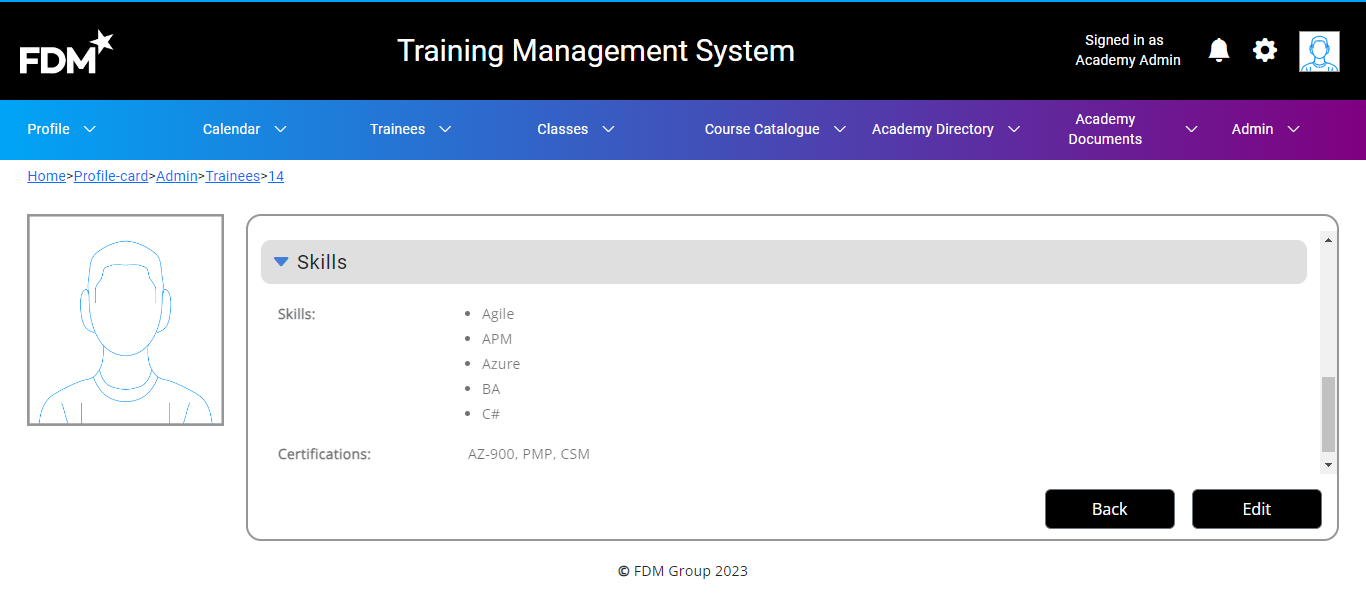 FDM
Training Management System
Signed in as
Academy Admin
Profile
Calendar
Trainees
Classes
Course Catalogue
Academy Directory
Academy
Documents
Admin
Home>Profile-card>Admin>Trainees>14
Skills
Skills:
• Agile
• APM
• Azure
• BA
• C#
Certifications: AZ-900, PMP, CSM
Back
Edit
© FDM Group 2023